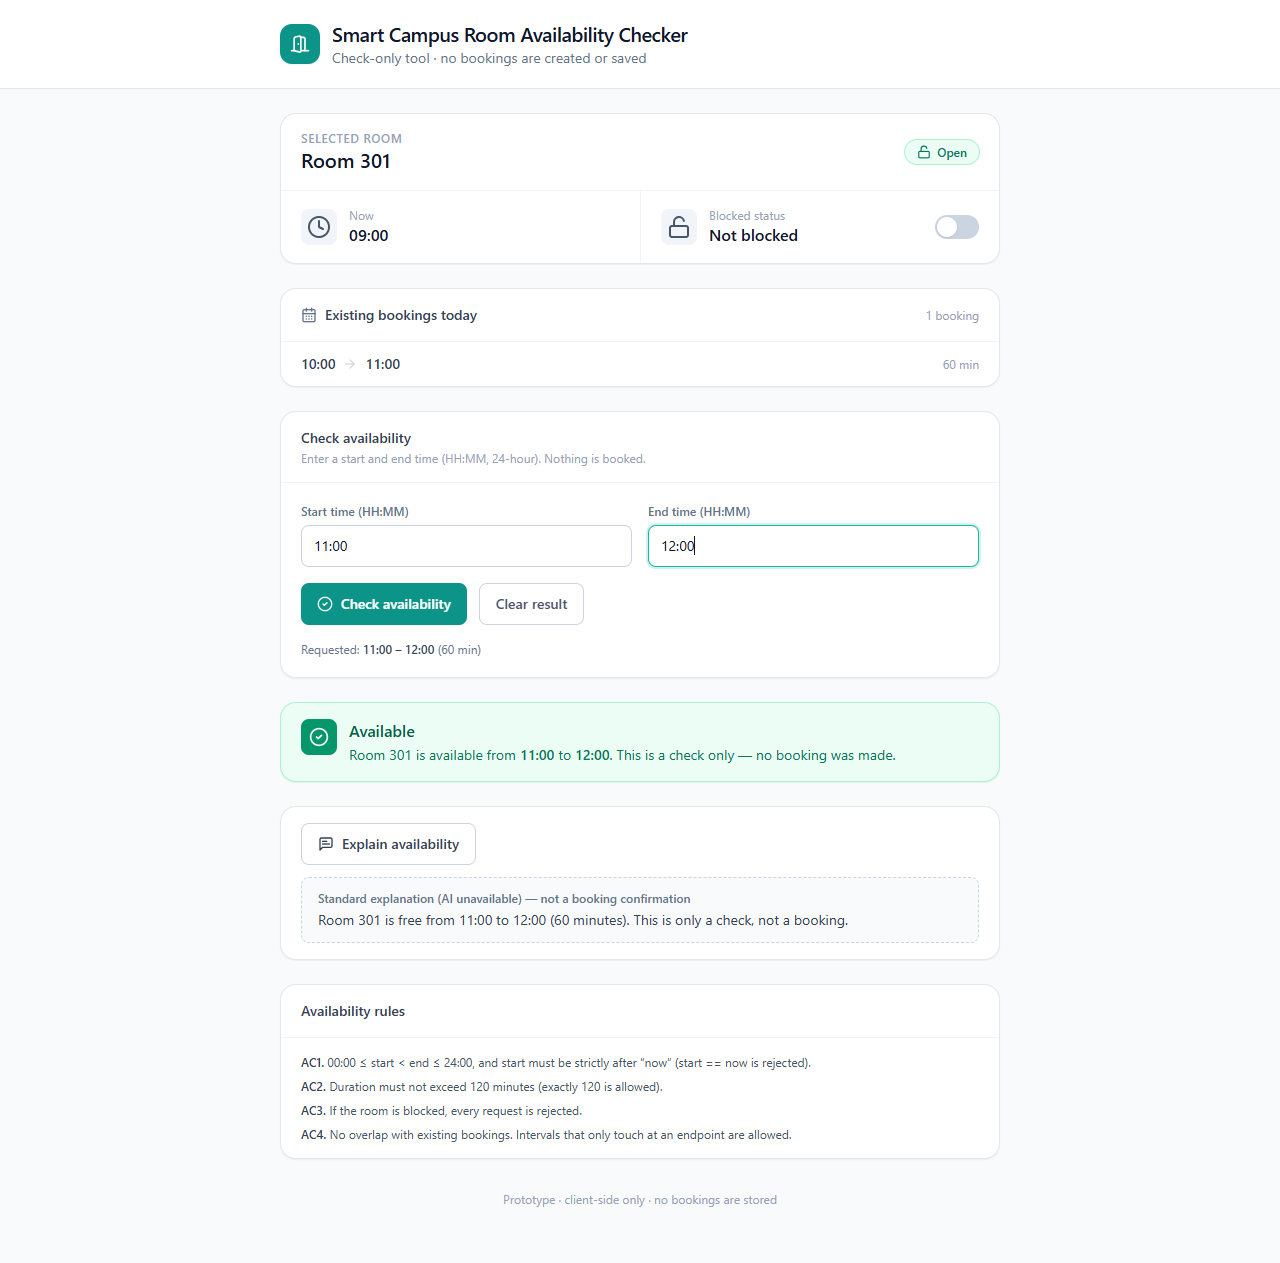 Smart Campus Room Availability Checker
Check-only tool · no bookings are created or saved
SELECTED ROOM
Room 301
Open
Now
09:00
Blocked status
Not blocked
Existing bookings today
1 booking
10:00 → 11:00
60 min
Check availability
Enter a start and end time (HH:MM, 24-hour). Nothing is booked.
Start time (HH:MM)
End time (HH:MM)
11:00
12:00
Check availability
Clear result
Requested: 11:00 – 12:00 (60 min)
Available
Room 301 is available from 11:00 to 12:00. This is a check only — no booking was made.
Explain availability
Standard explanation (AI unavailable) — not a booking confirmation
Room 301 is free from 11:00 to 12:00 (60 minutes). This is only a check, not a booking.
Availability rules
AC1. 00:00 ≤ start < end ≤ 24:00, and start must be strictly after “now” (start == now is rejected).
AC2. Duration must not exceed 120 minutes (exactly 120 is allowed).
AC3. If the room is blocked, every request is rejected.
AC4. No overlap with existing bookings. Intervals that only touch at an endpoint are allowed.
Prototype · client-side only · no bookings are stored